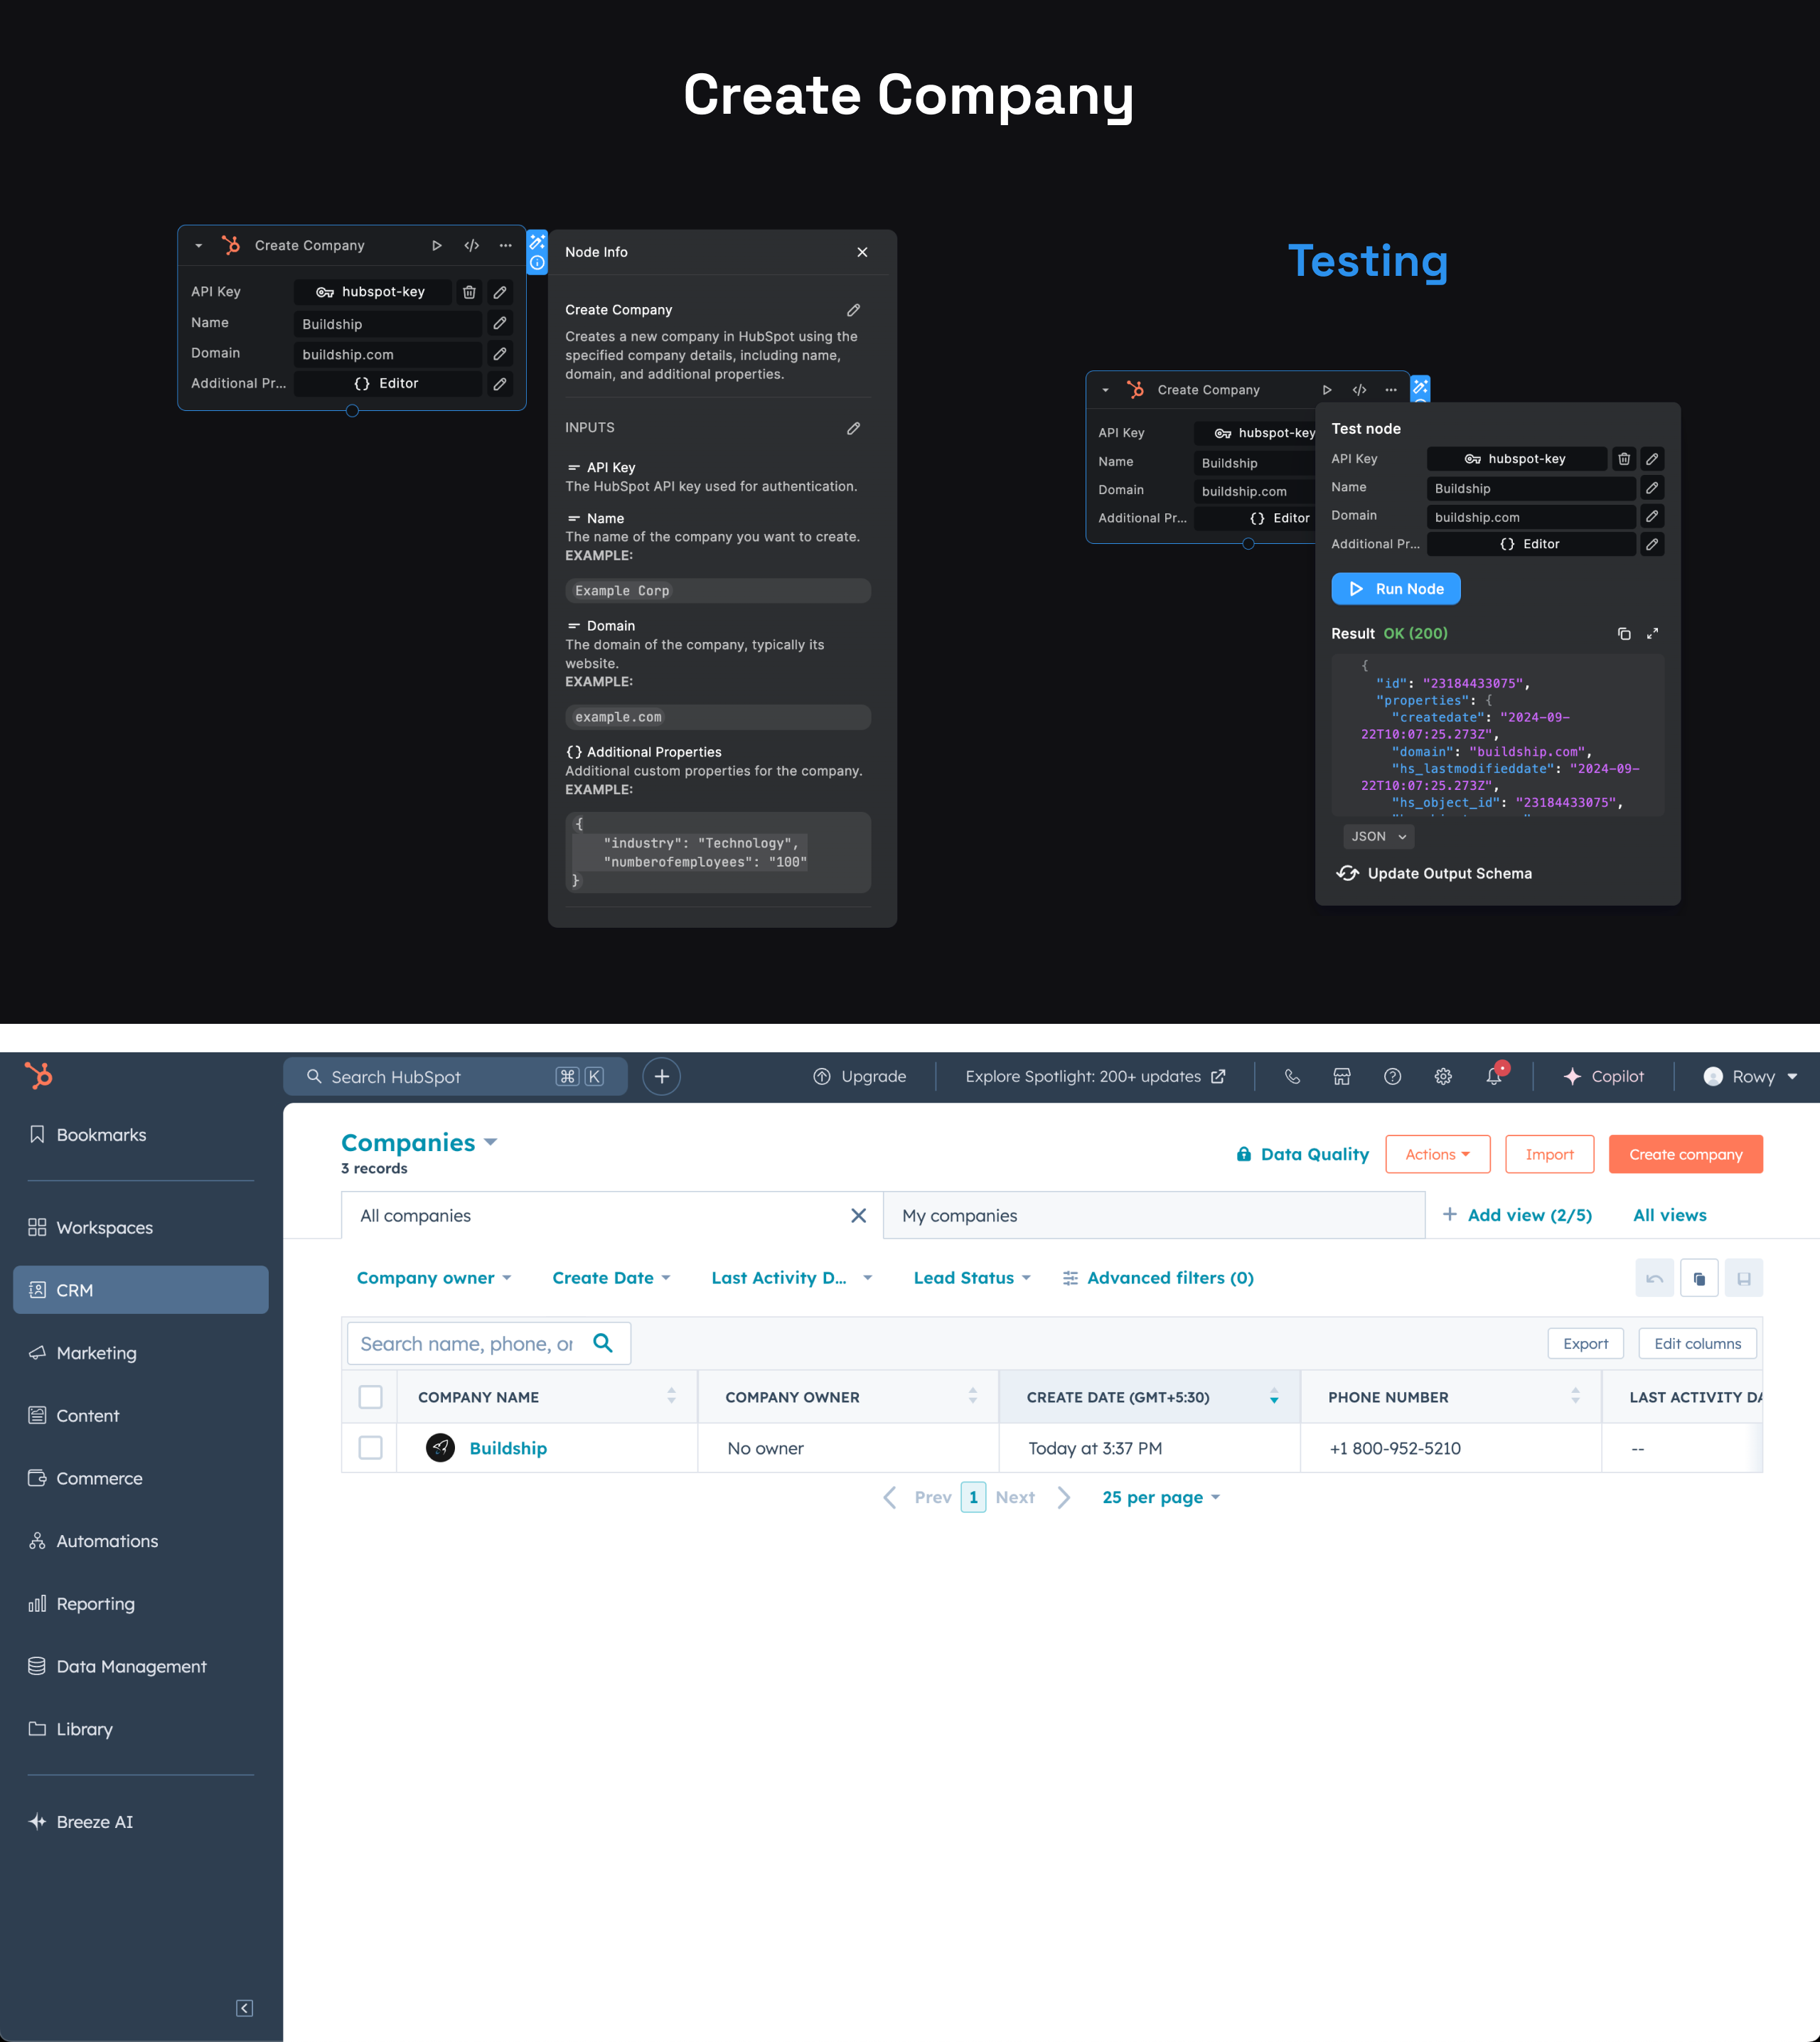 Create Company
Create Company
API Key hubspot-key
Name Buildship
Domain buildship.com
Additional Pr... {} Editor
Node Info
Create Company
Creates a new company in HubSpot using the
specified company details, including name,
domain, and additional properties.
INPUTS
API Key
The HubSpot API key used for authentication.
Name
The name of the company you want to create.
EXAMPLE:
Example Corp
Domain
The domain of the company, typically its
website.
EXAMPLE:
example.com
{} Additional Properties
Additional custom properties for the company.
EXAMPLE:
{
"industry": "Technology",
"numberofemployees": "100"
}
Testing
Create Company
API Key hubspot-key
Name Buildship
Domain buildship.com
Additional Pr... {} Editor
Test node
API Key hubspot-key
Name Buildship
Domain buildship.com
Additional Pr... {} Editor
Run Node
Result OK (200)
{
"id": "23184433075",
"properties": {
"createdate": "2024-09-
22T10:07:25.273Z",
"domain": "buildship.com",
"hs_lastmodifieddate": "2024-09-
22T10:07:25.273Z",
"hs_object_id": "23184433075",
JSON
Update Output Schema
Search HubSpot ⌘ K
Upgrade
Explore Spotlight: 200+ updates
Copilot
Rowy
Bookmarks
Workspaces
CRM
Marketing
Content
Commerce
Automations
Reporting
Data Management
Library
Breeze AI
Companies
3 records
Data Quality
Actions
Import
Create company
All companies
My companies
+ Add view (2/5)
All views
Company owner
Create Date
Last Activity D...
Lead Status
Advanced filters (0)
Search name, phone, or
Export
Edit columns
COMPANY NAME
COMPANY OWNER
CREATE DATE (GMT+5:30)
PHONE NUMBER
LAST ACTIVITY DA
Buildship
No owner
Today at 3:37 PM
+1 800-952-5210
--
Prev 1 Next
25 per page